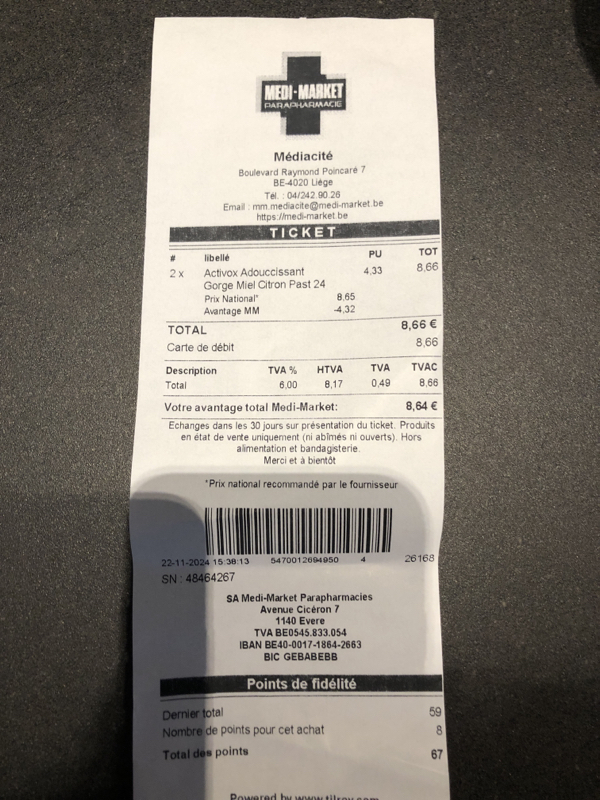 MEDI-MARKET
PARAPHARMACIE
Médiacité
Boulevard Raymond Poincaré 7
BE-4020 Liège
Tél. : 04/242.90.26
Email : mm.mediacite@medi-market.be
https://medi-market.be
TICKET
# libellé PU TOT
2 x Activox Adouccissant 4,33 8,66
Gorge Miel Citron Past 24
Prix National* 8,65
Avantage MM -4,32
TOTAL 8,66 €
Carte de débit 8,66
Description TVA % HTVA TVA TVAC
Total 6,00 8,17 0,49 8,66
Votre avantage total Medi-Market: 8,64 €
Echanges dans les 30 jours sur présentation du ticket. Produits
en état de vente uniquement (ni abîmés ni ouverts). Hors
alimentation et bandagisterie.
Merci et à bientôt
*Prix national recommandé par le fournisseur
22-11-2024 15:38:13 5470012694950 4 26168
SN : 48464267
SA Medi-Market Parapharmacies
Avenue Cicéron 7
1140 Evere
TVA BE0545.833.054
IBAN BE40-0017-1864-2663
BIC GEBABEBB
Points de fidélité
Dernier total 59
Nombre de points pour cet achat 8
Total des points 67
Powered by www.tilroy.com